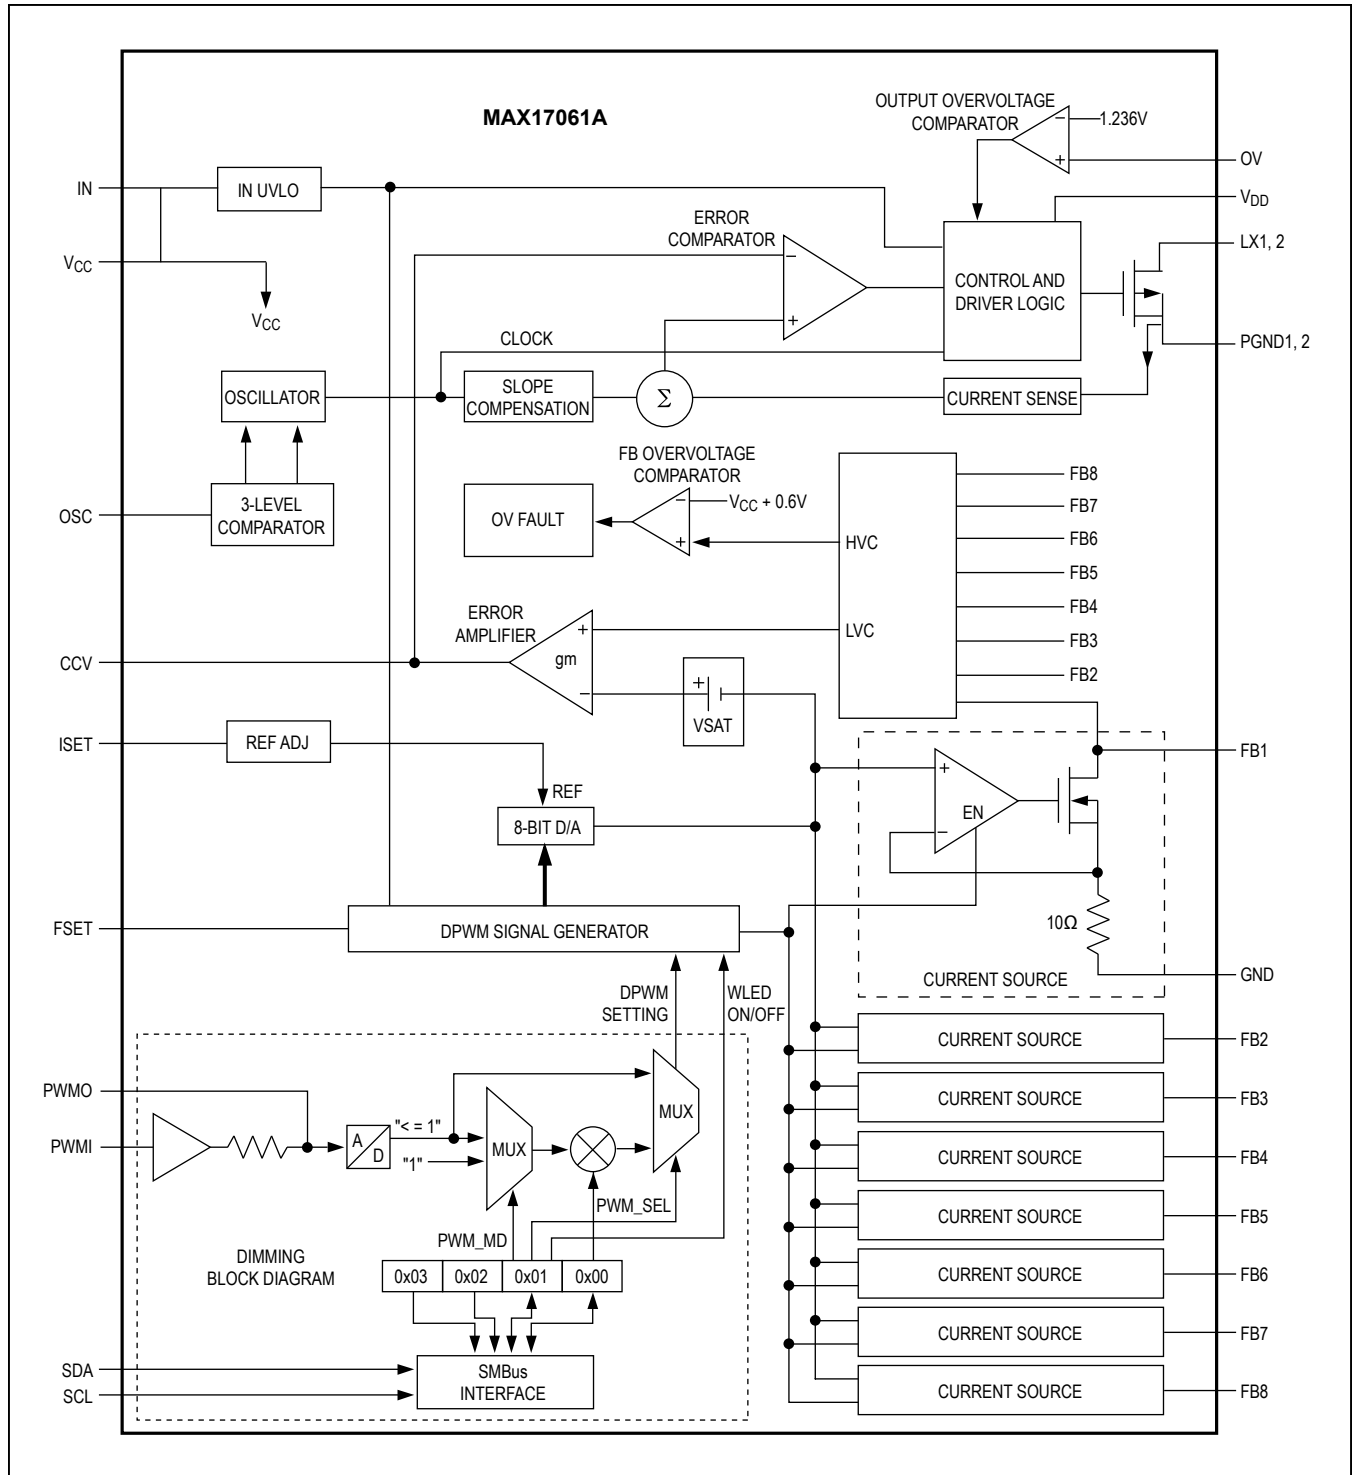 MAX17061A
OUTPUT OVERVOLTAGE
COMPARATOR
−
1.236V
+
OV
IN
IN UVLO
VDD
ERROR
COMPARATOR
−
LX1, 2
VCC
CONTROL AND
DRIVER LOGIC
VCC
+
CLOCK
PGND1, 2
OSCILLATOR
SLOPE
COMPENSATION
Σ
CURRENT SENSE
FB OVERVOLTAGE
COMPARATOR
FB8
−
VCC + 0.6V
OSC
3-LEVEL
COMPARATOR
OV FAULT
FB7
+
HVC
FB6
FB5
FB4
ERROR
AMPLIFIER
+
LVC
FB3
CCV
gm
FB2
−
+
VSAT
ISET
REF ADJ
FB1
+
REF
EN
8-BIT D/A
−
FSET
DPWM SIGNAL GENERATOR
10Ω
GND
CURRENT SOURCE
DPWM
SETTING
WLED
ON/OFF
CURRENT SOURCE
FB2
PWMO
CURRENT SOURCE
FB3
MUX
PWMI
A
D
"< = 1"
"1"
MUX
CURRENT SOURCE
FB4
PWM_SEL
CURRENT SOURCE
FB5
PWM_MD
DIMMING
BLOCK DIAGRAM
0x03
0x02
0x01
0x00
CURRENT SOURCE
FB6
CURRENT SOURCE
FB7
SDA
SCL
SMBus
INTERFACE
CURRENT SOURCE
FB8